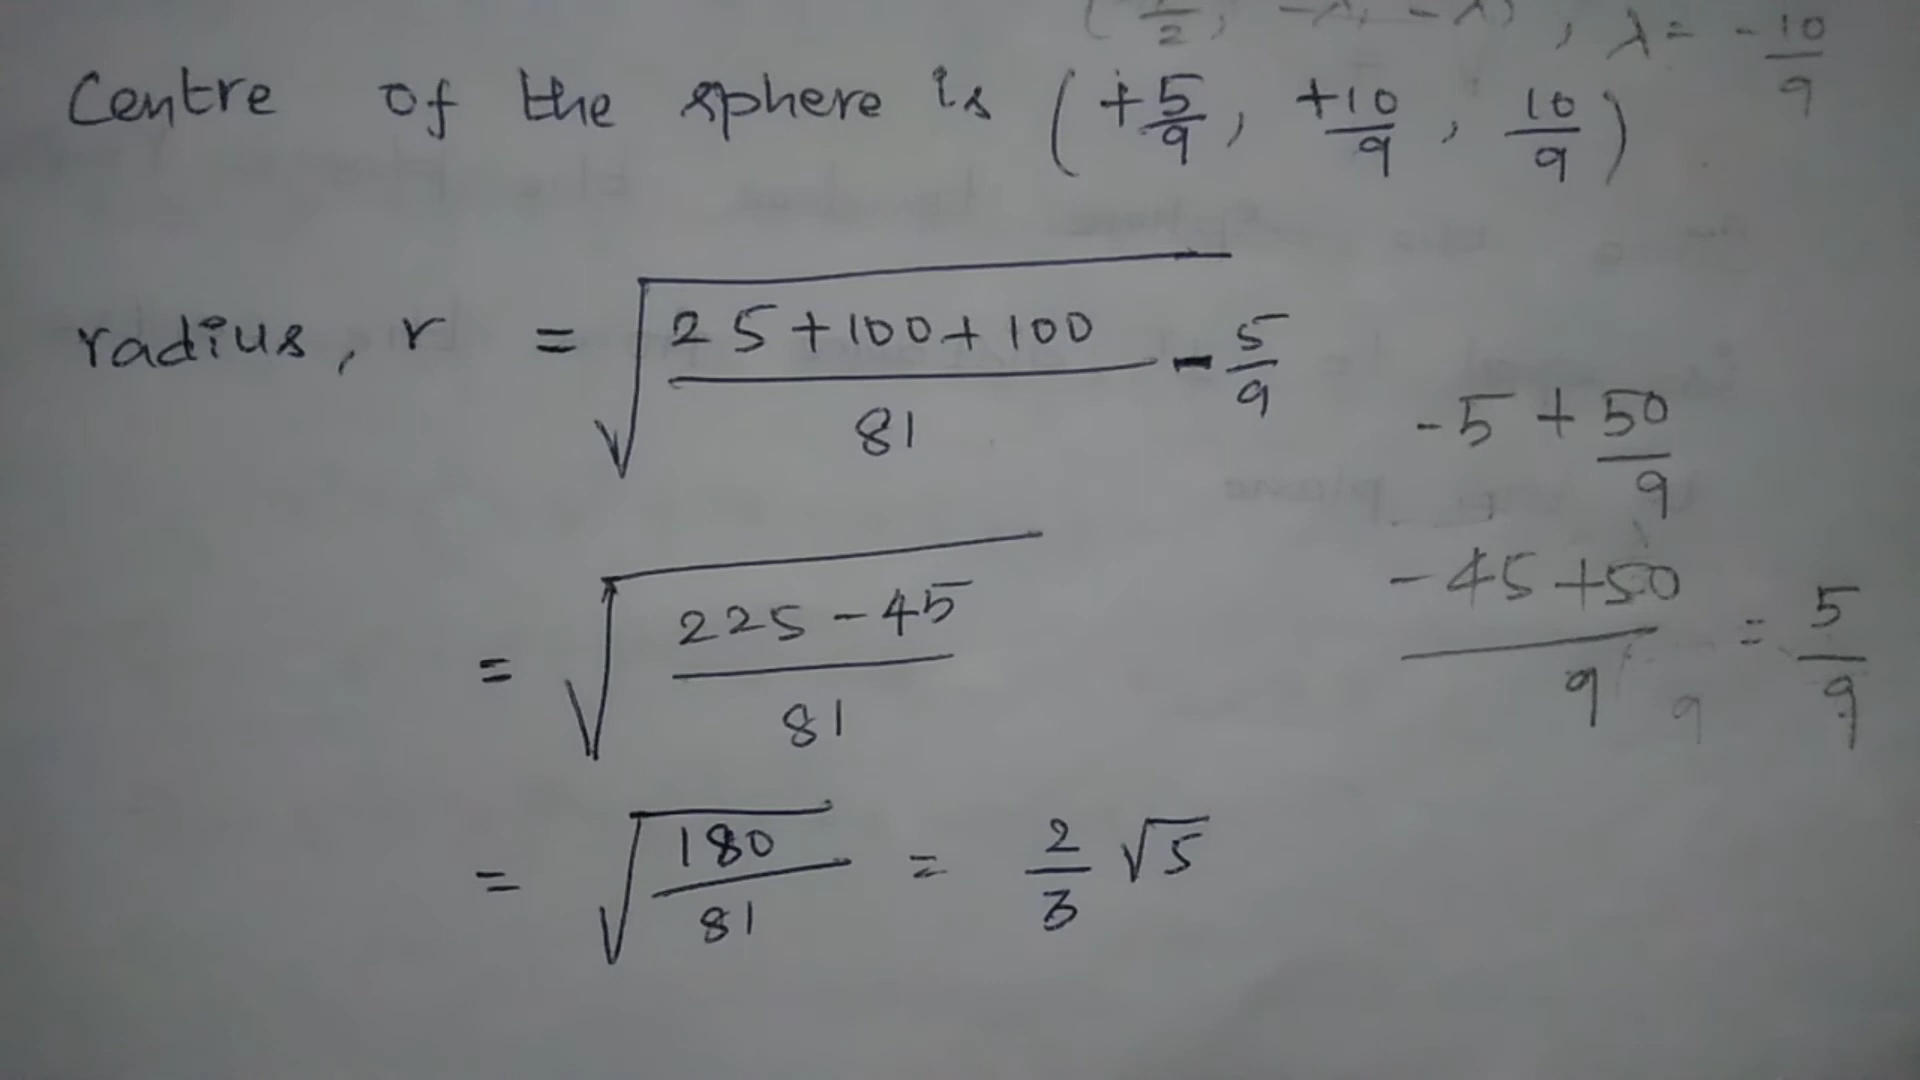 (λ/2, -λ, -λ), λ = -10/9
Centre of the sphere is (+5/9, +10/9, 10/9)
radius, r = √((25+100+100)/81 - 5/9)
-5 + 50/9
= √((225-45)/81)
(-45+50)/9 = 5/9
= √(180/81) = 2/3 √5